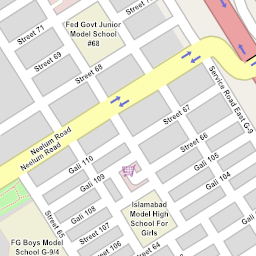 Fed Govt Junior
Model School
#68
Street 71
Street 69
Street 68
Service Road East G-9
Street 67
Street 66
Neelum Road
Neelum Road
Gali 110
Gali 109
Gali 108
Gali 105
Gali 104
Street 65
Islamabad
Model High
School For
Girls
FG Boys Model
School G-9/4
Street 106
Street 64